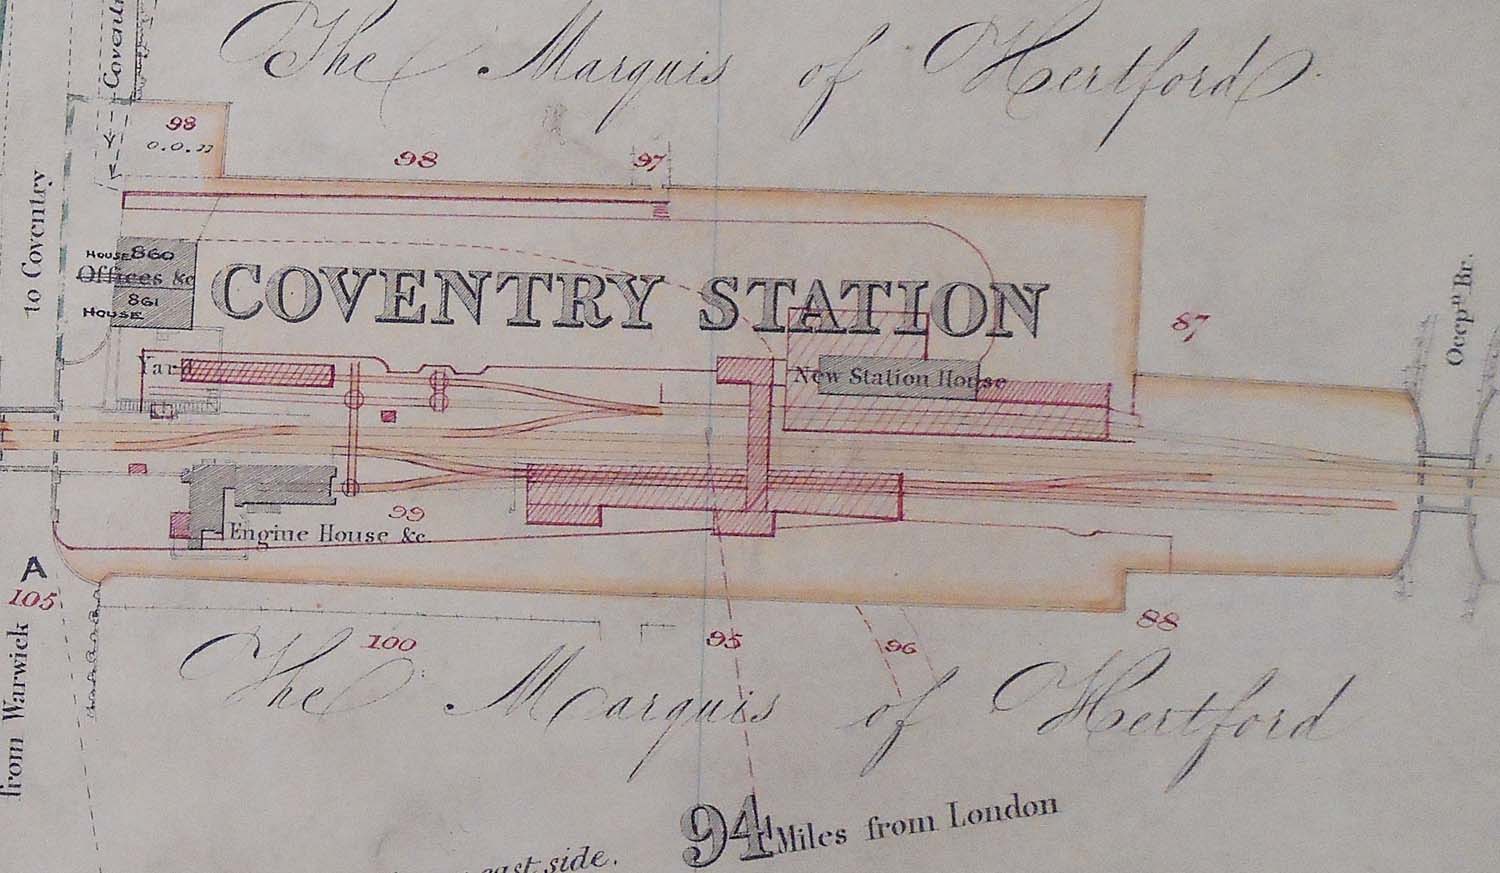 Coventr
The Marquis of Hertford
98
0.0.22
98
97
to Coventry
HOUSE 860
Offices &c
861
HOUSE
COVENTRY STATION
87
Occpn Br.
Yard
New Station House
99
Engine House &c
A
105
from Warwick
100
95
96
88
The Marquis of Hertford
94 Miles from London
east side.